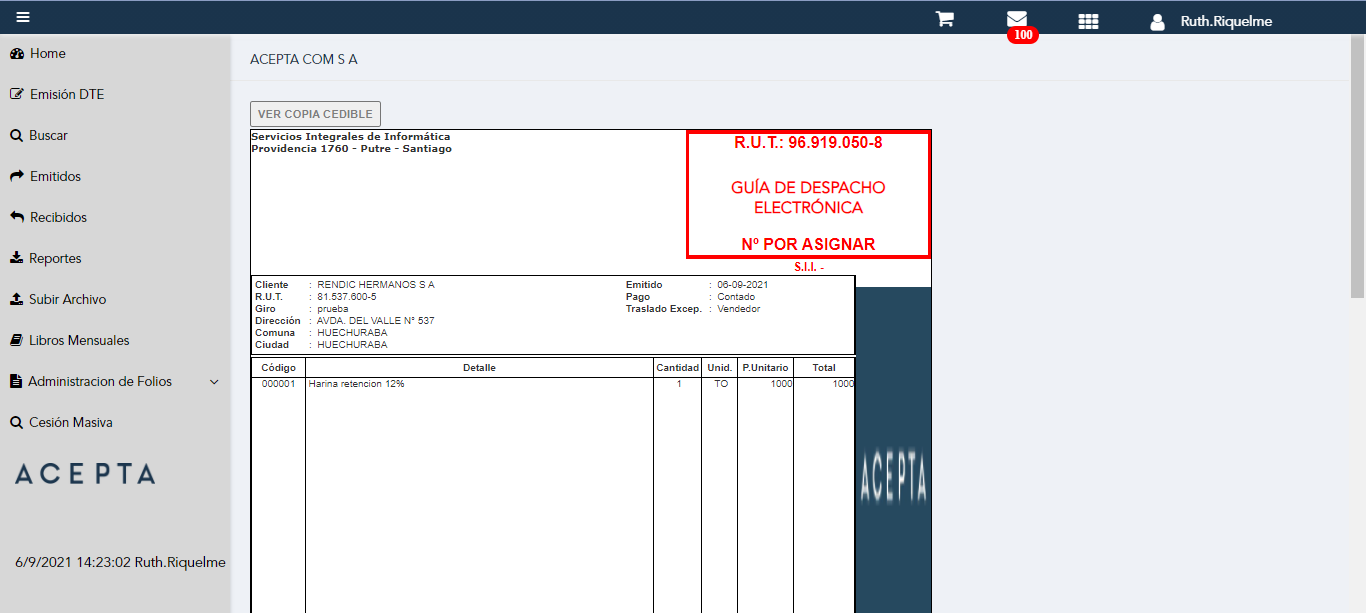 100
Ruth.Riquelme
Home
Emisión DTE
Buscar
Emitidos
Recibidos
Reportes
Subir Archivo
Libros Mensuales
Administracion de Folios
Cesión Masiva
ACEPTA
6/9/2021 14:23:02 Ruth.Riquelme
ACEPTA COM S A
VER COPIA CEDIBLE
Servicios Integrales de Informática
Providencia 1760 - Putre - Santiago
R.U.T.: 96.919.050-8
GUÍA DE DESPACHO
ELECTRÓNICA
Nº POR ASIGNAR
S.I.I. -
Cliente : RENDIC HERMANOS S A
R.U.T. : 81.537.600-5
Giro : prueba
Dirección : AVDA. DEL VALLE N° 537
Comuna : HUECHURABA
Ciudad : HUECHURABA
Emitido : 06-09-2021
Pago : Contado
Traslado Excep. : Vendedor
Código Detalle Cantidad Unid. P.Unitario Total
000001 Harina retencion 12% 1 TO 1000 1000
ACEPTA